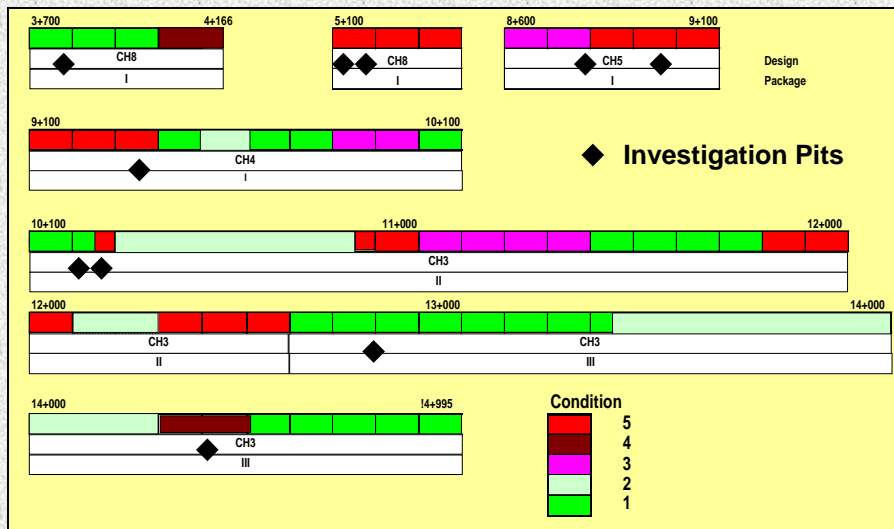 3+700 4+166 5+100 8+600 9+100
CH8 CH8 CH5 Design
I I I Package
9+100 10+100
CH4
I
Investigation Pits
10+100 11+000 12+000
CH3
II
12+000 13+000 14+000
CH3 CH3
II III
14+000 !4+995
CH3
III
Condition
5
4
3
2
1